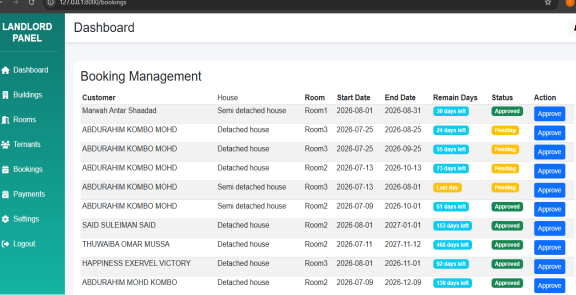 127.0.0.1:8000/bookings
LANDLORD PANEL
Dashboard
Buildings
Rooms
Ternants
Bookings
Payments
Settings
Logout
Dashboard
Booking Management
Customer House Room Start Date End Date Remain Days Status Action
Marwah Antar Shaadad Semi detached house Room1 2026-08-01 2026-08-31 30 days left Approved Approve
ABDURAHIM KOMBO MOHD Detached house Room3 2026-07-25 2026-08-25 24 days left Pending Approve
ABDURAHIM KOMBO MOHD Detached house Room3 2026-07-25 2026-09-25 55 days left Pending Approve
ABDURAHIM KOMBO MOHD Detached house Room2 2026-07-13 2026-10-13 73 days left Approved Approve
ABDURAHIM KOMBO MOHD Semi detached house Room3 2026-07-13 2026-08-01 Last day Pending Approve
ABDURAHIM KOMBO MOHD Semi detached house Room2 2026-07-09 2026-10-01 61 days left Approved Approve
SAID SULEIMAN SAID Detached house Room2 2026-08-01 2027-01-01 153 days left Approved Approve
THUWAIBA OMAR MUSSA Detached house Room2 2026-07-11 2027-11-12 468 days left Approved Approve
HAPPINESS EXERVEL VICTORY Detached house Room3 2026-08-01 2026-11-01 92 days left Approved Approve
ABDURAHIM MOHD KOMBO Detached house Room2 2026-07-09 2026-12-09 130 days left Approved Approve